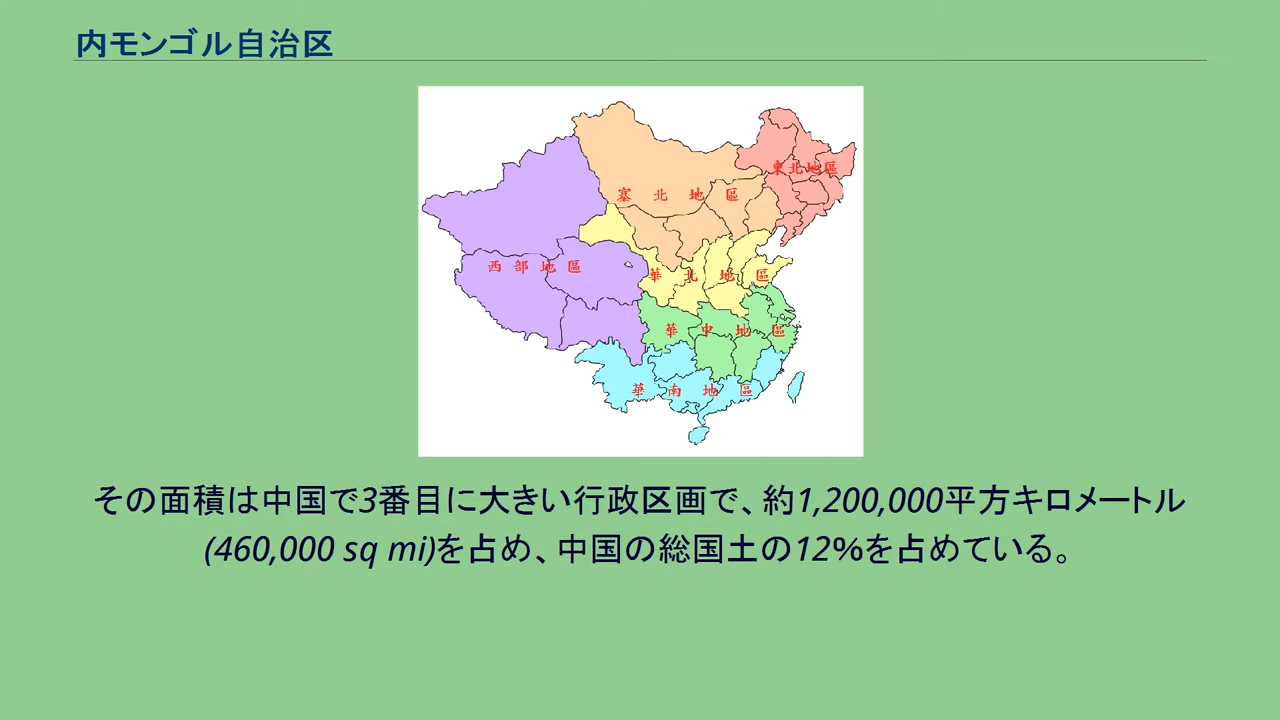 内モンゴル自治区
東北地區
塞北地區
西部地區
華北地區
華中地區
華南地區
その面積は中国で3番目に大きい行政区画で、約1,200,000平方キロメートル
(460,000 sq mi)を占め、中国の総国土の12%を占めている。